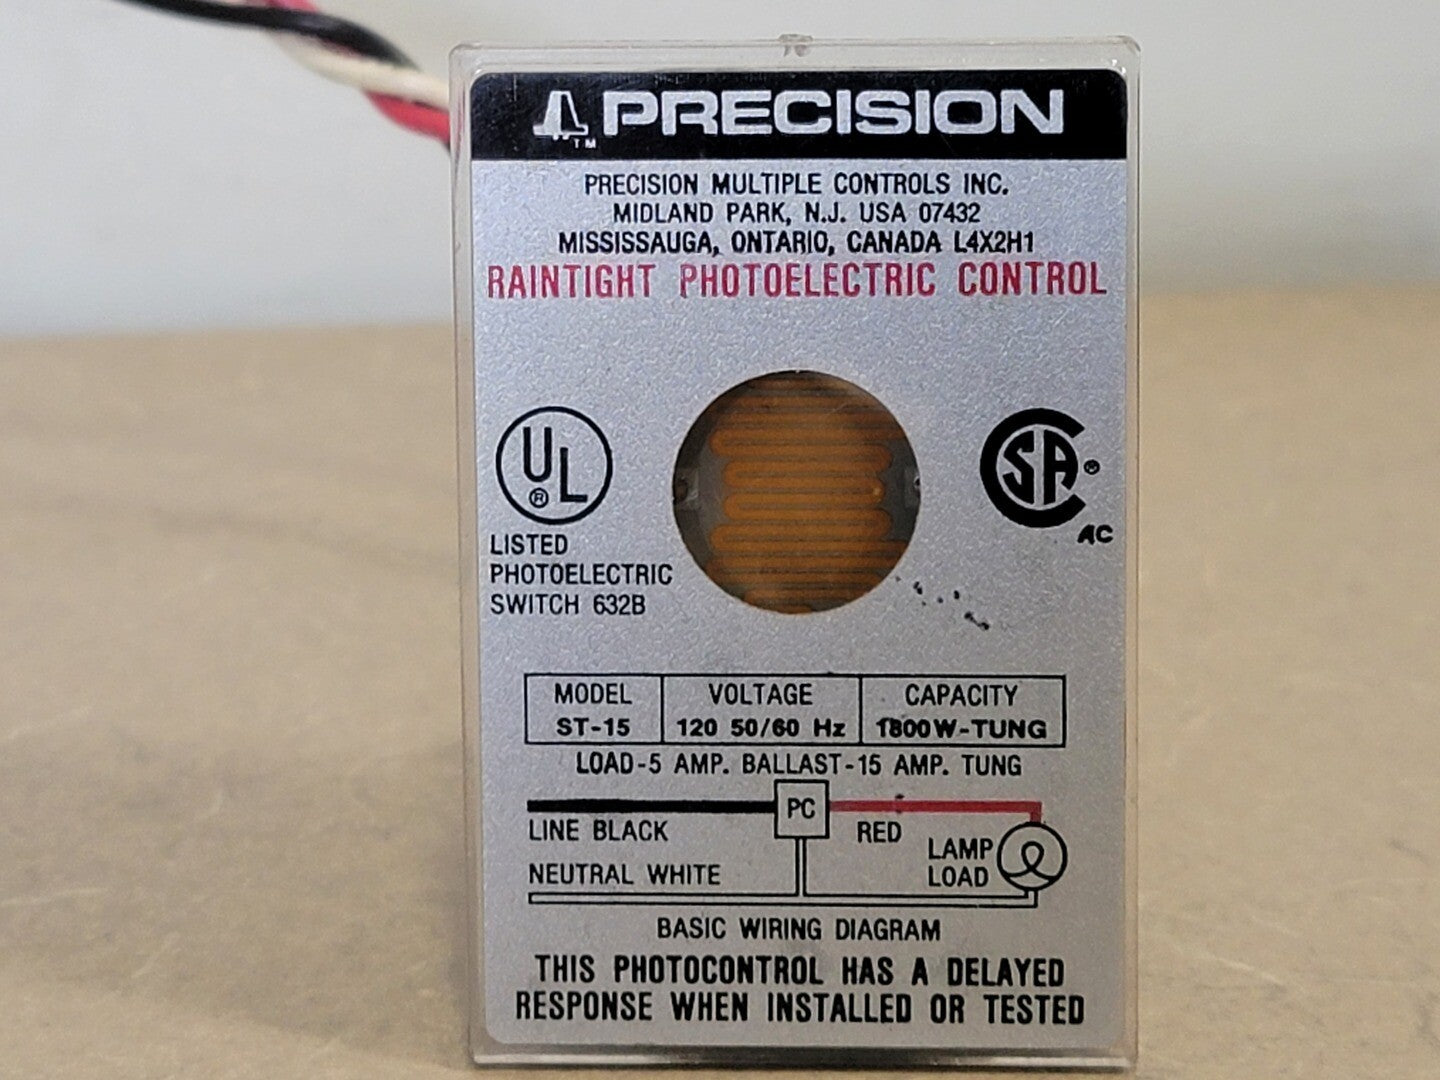 PRECISION
TM
PRECISION MULTIPLE CONTROLS INC.
MIDLAND PARK, N.J. USA 07432
MISSISSAUGA, ONTARIO, CANADA L4X2H1
RAINTIGHT PHOTOELECTRIC CONTROL
UL
®
LISTED
PHOTOELECTRIC
SWITCH 632B
CSA ®
AC
MODEL VOLTAGE CAPACITY
ST-15 120 50/60 Hz 1800W-TUNG
LOAD-5 AMP. BALLAST-15 AMP. TUNG
PC
LINE BLACK RED
LAMP
LOAD
NEUTRAL WHITE
BASIC WIRING DIAGRAM
THIS PHOTOCONTROL HAS A DELAYED
RESPONSE WHEN INSTALLED OR TESTED